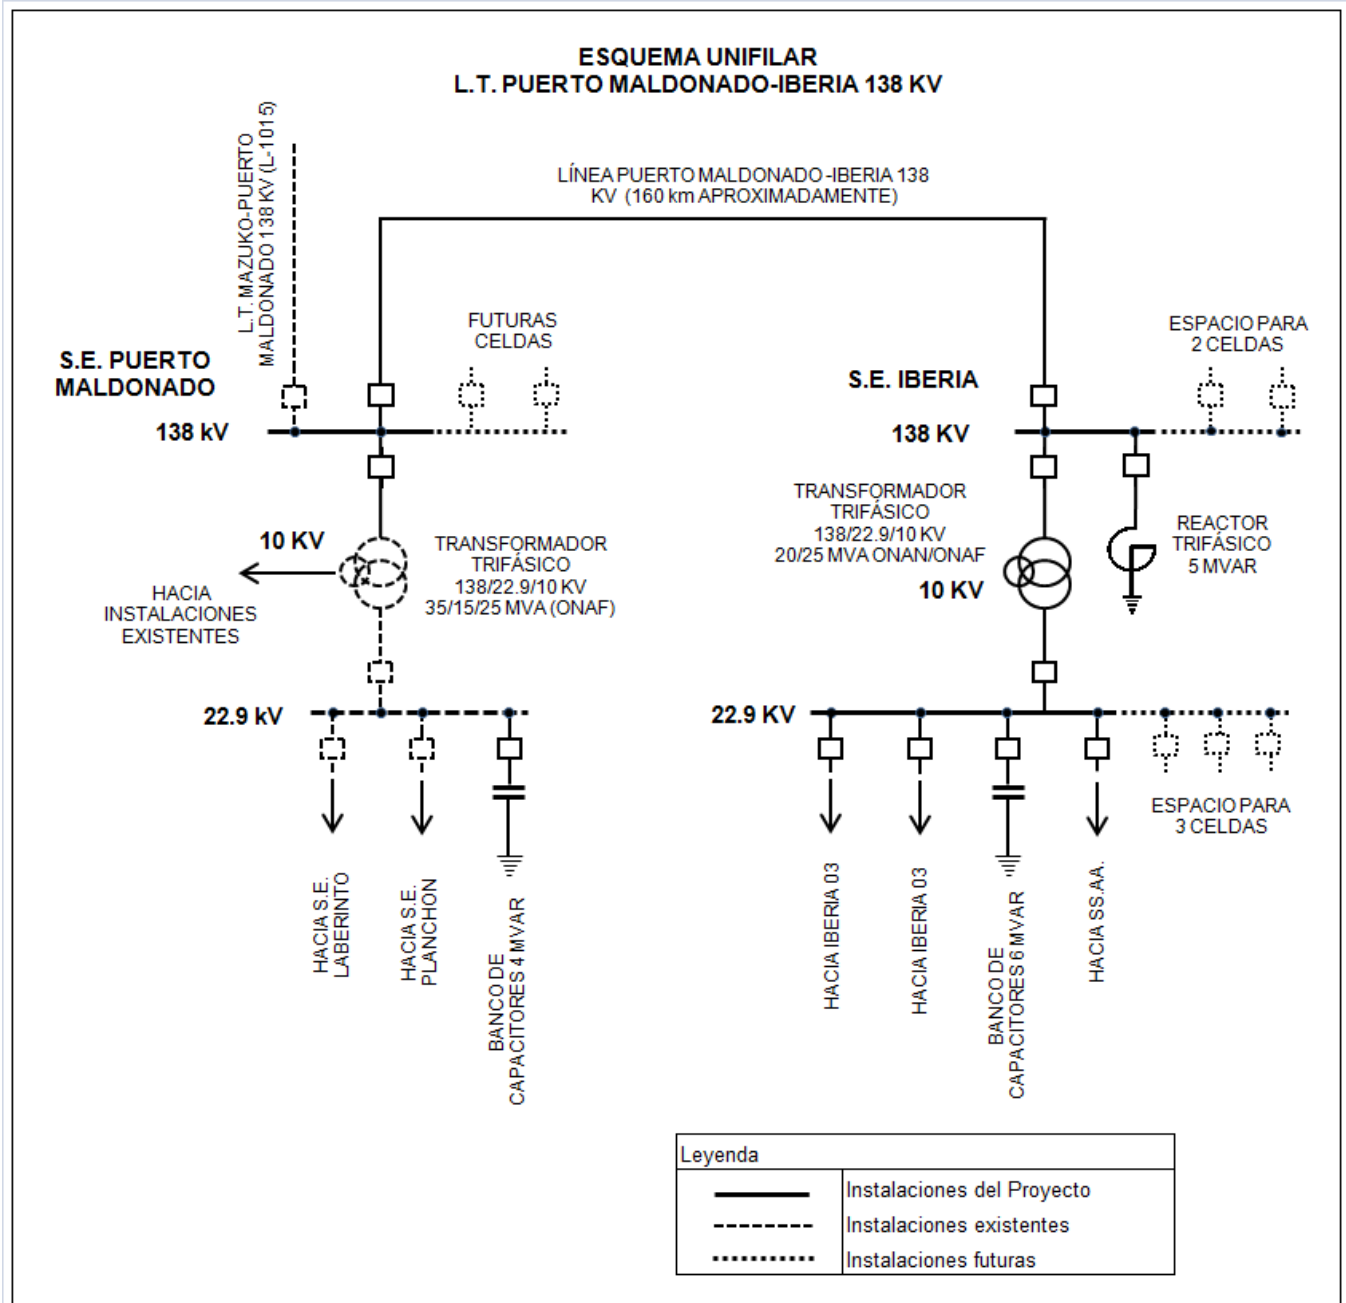 ESQUEMA UNIFILAR
L.T. PUERTO MALDONADO-IBERIA 138 KV
L.T. MAZUKO-PUERTO
MALDONADO 138 KV (L-1015)
LÍNEA PUERTO MALDONADO -IBERIA 138
KV (160 km APROXIMADAMENTE)
FUTURAS
CELDAS
ESPACIO PARA
2 CELDAS
S.E. PUERTO
MALDONADO
S.E. IBERIA
138 kV
138 KV
10 KV
TRANSFORMADOR
TRIFÁSICO
138/22.9/10 KV
35/15/25 MVA (ONAF)
HACIA
INSTALACIONES
EXISTENTES
TRANSFORMADOR
TRIFÁSICO
138/22.9/10 KV
20/25 MVA ONAN/ONAF
10 KV
REACTOR
TRIFÁSICO
5 MVAR
22.9 kV
22.9 KV
HACIA S.E.
LABERINTO
HACIA S.E.
PLANCHON
BANCO DE
CAPACITORES 4 MVAR
HACIA IBERIA 03
HACIA IBERIA 03
BANCO DE
CAPACITORES 6 MVAR
HACIA SS.AA.
ESPACIO PARA
3 CELDAS
Leyenda
Instalaciones del Proyecto
Instalaciones existentes
Instalaciones futuras